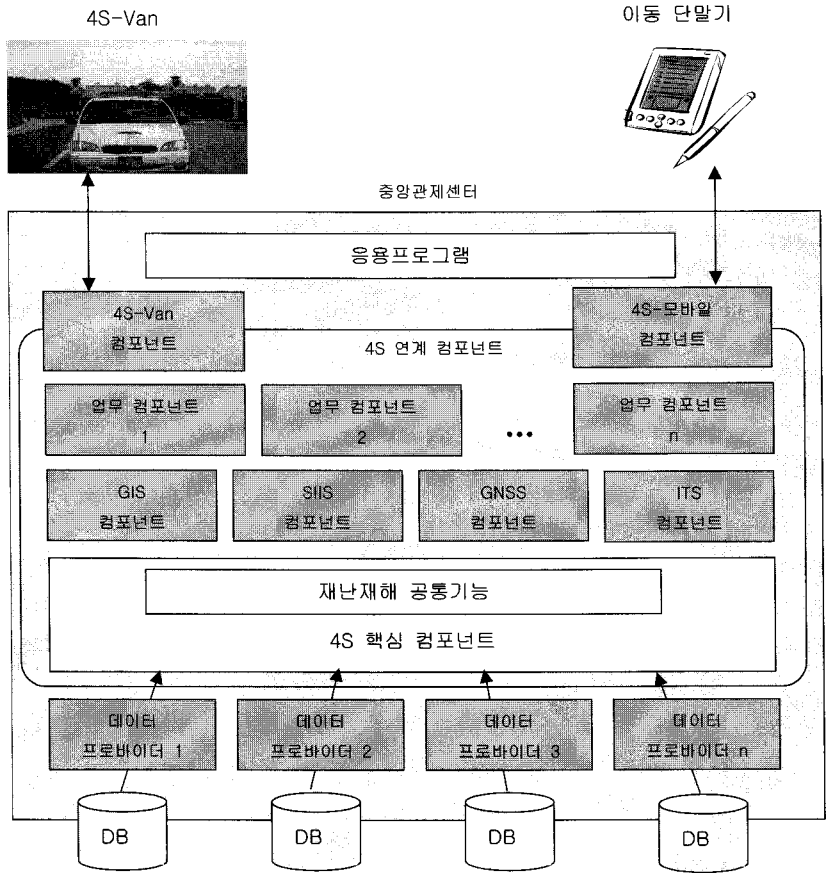 4S-Van
이동 단말기
중앙관제센터
응용프로그램
4S-Van
컴포넌트
4S-모바일
컴포넌트
4S 연계 컴포넌트
업무 컴포넌트
1
업무 컴포넌트
2
...
업무 컴포넌트
n
GIS
컴포넌트
SIIS
컴포넌트
GNSS
컴포넌트
ITS
컴포넌트
재난재해 공통기능
4S 핵심 컴포넌트
데이터
프로바이더 1
데이터
프로바이더 2
데이터
프로바이더 3
데이터
프로바이더 n
DB
DB
DB
DB